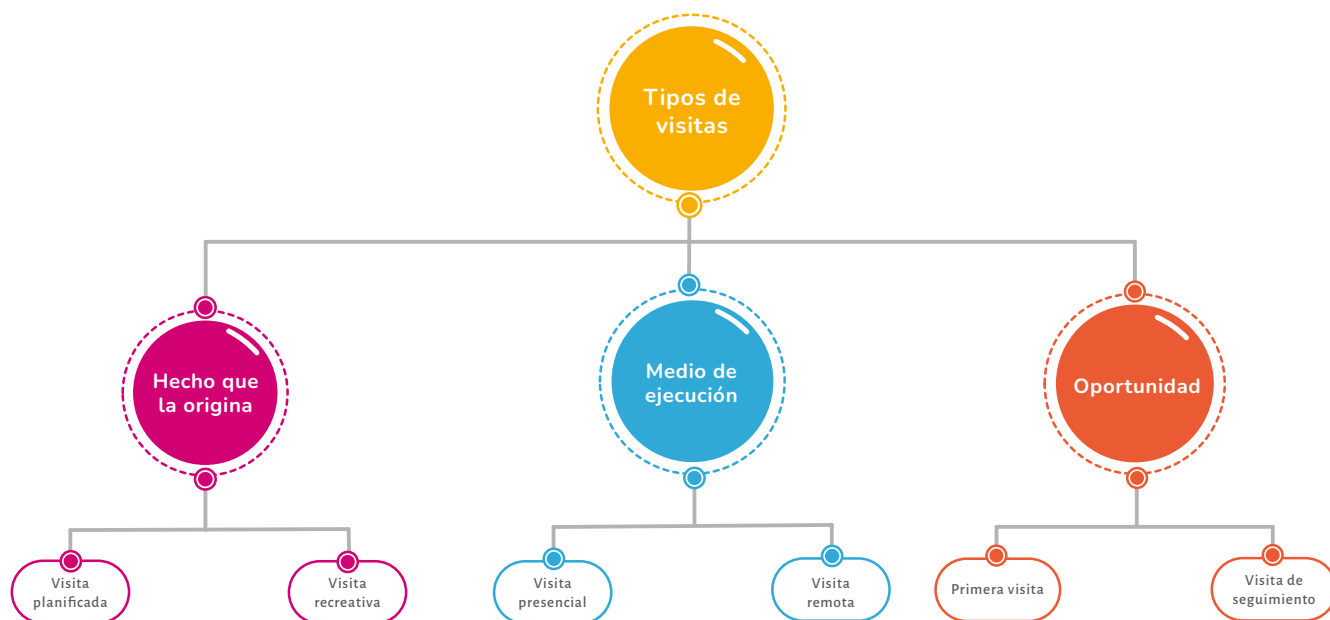 Tipos de
visitas
Hecho que
la origina
Medio de
ejecución
Oportunidad
Visita
planificada
Visita
recreativa
Visita
presencial
Visita
remota
Primera visita
Visita de
seguimiento